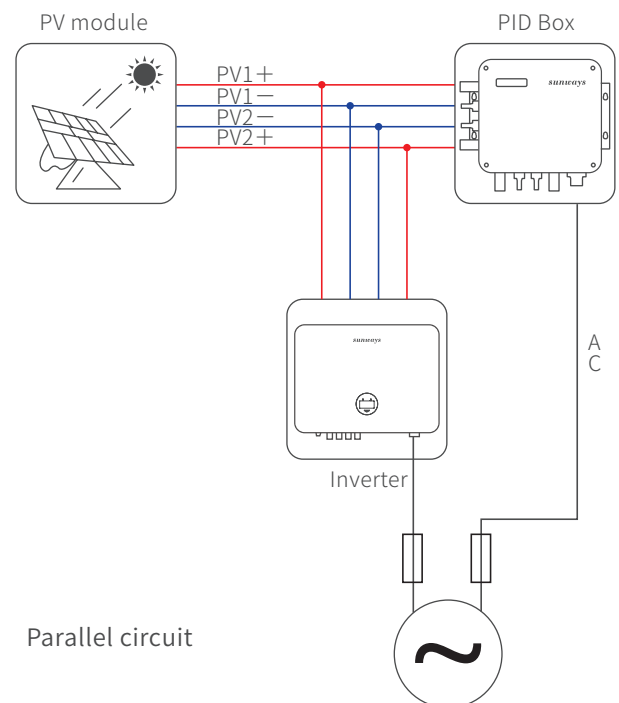 PV module
PID Box
PV1+
PV1-
PV2-
PV2+
sunways
sunways
A
C
Inverter
Parallel circuit